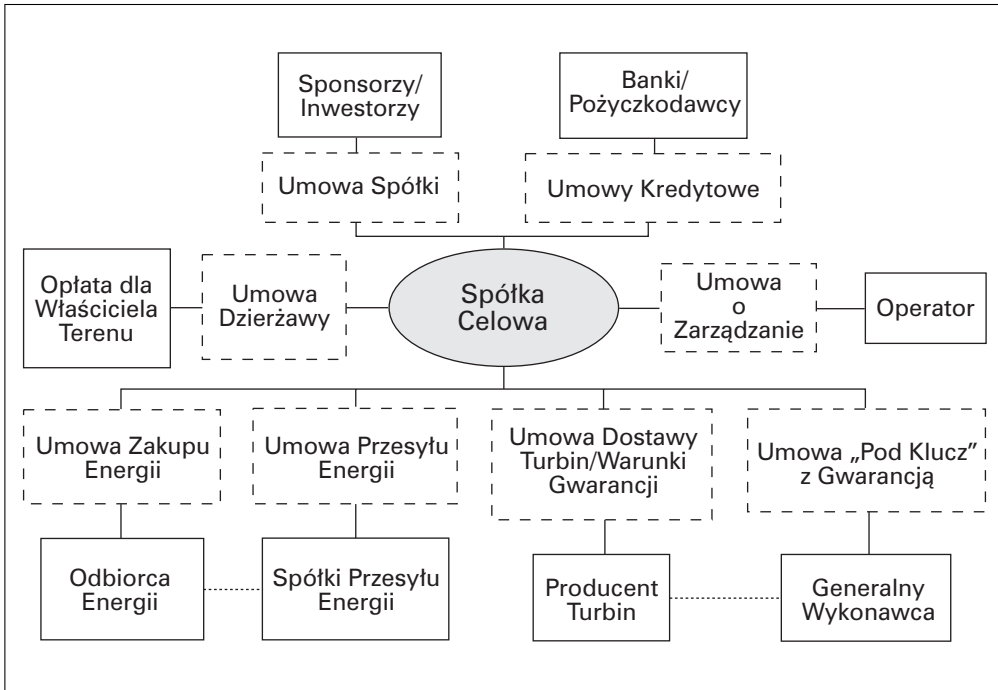 Sponsorzy/
Inwestorzy
Banki/
Pożyczkodawcy
Umowa Spółki
Umowy Kredytowe
Opłata dla
Właściciela
Terenu
Umowa
Dzierżawy
Spółka
Celowa
Umowa
o
Zarządzanie
Operator
Umowa Zakupu
Energii
Umowa Przesyłu
Energii
Umowa Dostawy
Turbin/Warunki
Gwarancji
Umowa „Pod Klucz”
z Gwarancją
Odbiorca
Energii
Spółki Przesyłu
Energii
Producent
Turbin
Generalny
Wykonawca